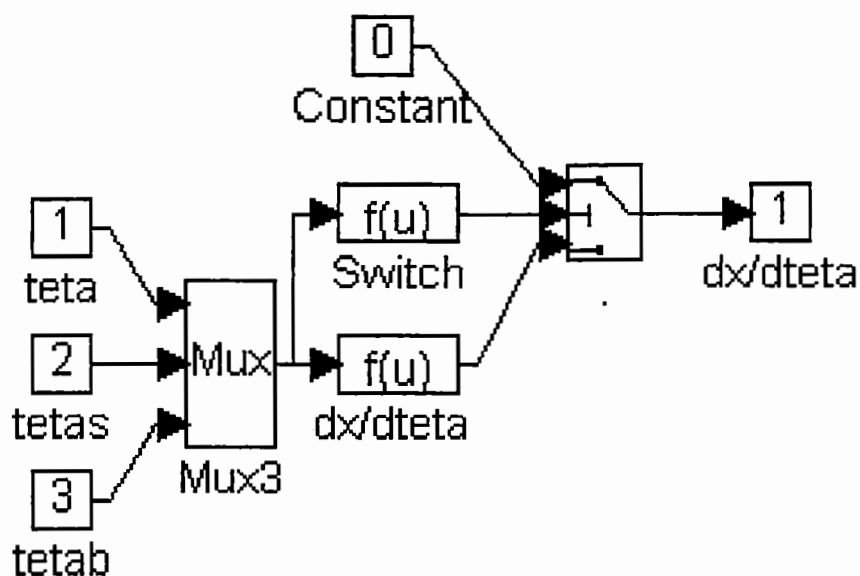 0
Constant
1
teta
f(u)
Switch
1
dx/dteta
2
tetas
Mux
f(u)
dx/dteta
Mux3
3
tetab